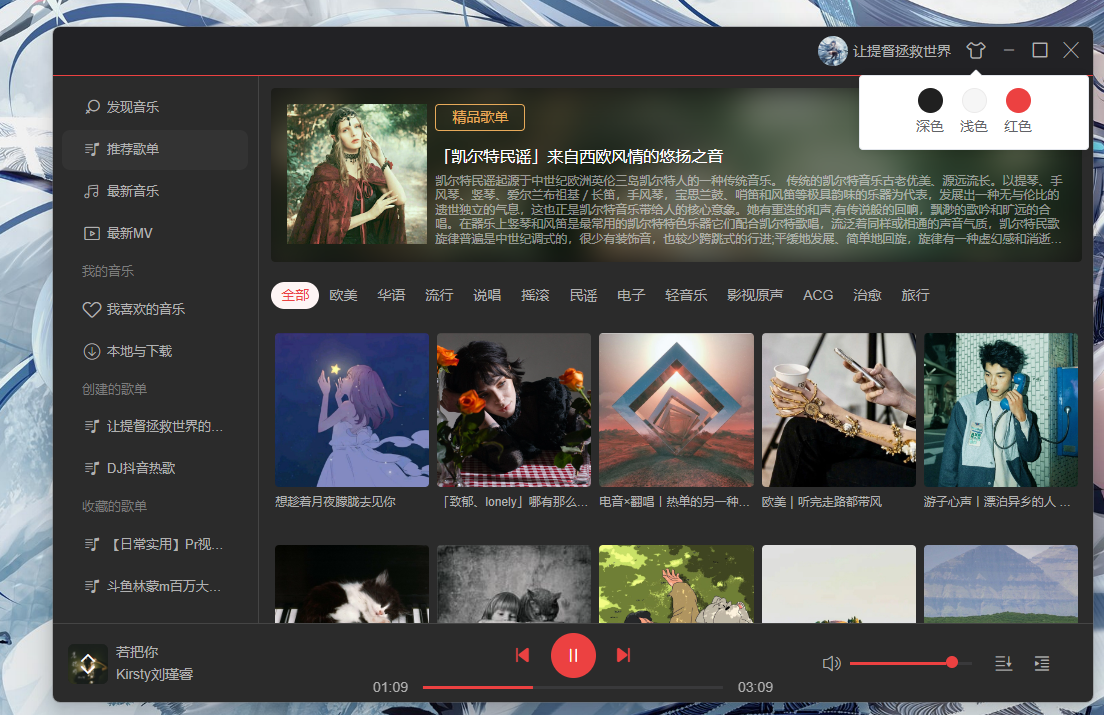 让提督拯救世界
深色
浅色
红色
发现音乐
推荐歌单
最新音乐
最新MV
我的音乐
我喜欢的音乐
本地与下载
创建的歌单
让提督拯救世界的...
DJ抖音热歌
收藏的歌单
【日常实用】Pr视...
斗鱼林蒙m百万大...
精品歌单
「凯尔特民谣」来自西欧风情的悠扬之音
凯尔特民谣起源于中世纪欧洲英伦三岛凯尔特人的一种传统音乐。 传统的凯尔特音乐古老优美、源远流长。以提琴、手
风琴、竖琴、爱尔兰布祖基 / 长笛，手风琴，宝思兰鼓、唱笛和风笛等极具韵味的乐器为代表，发展出一种无与伦比的
遗世独立的气息，这也正是凯尔特音乐带给人的核心意象。她有重迭的和声,有传说般的回响，飘渺的歌吟和旷远的合
唱。在器乐上竖琴和风笛是最常用的凯尔特特色乐器它们配合凯尔特歌唱，流泛着同样或相通的声音气质，凯尔特民歌
旋律普遍是中世纪调式的，很少有装饰音，也较少跨跳式的行进;平缓地发展、简单地回旋，旋律有一种虚幻感和消逝...
全部 欧美 华语 流行 说唱 摇滚 民谣 电子 轻音乐 影视原声 ACG 治愈 旅行
想趁着月夜朦胧去见你
「致郁、lonely」哪有那么...
电音×翻唱丨热单的另一种...
欧美 | 听完走路都带风
游子心声丨漂泊异乡的人 ...
若把你
Kirsty刘瑾睿
01:09
03:09